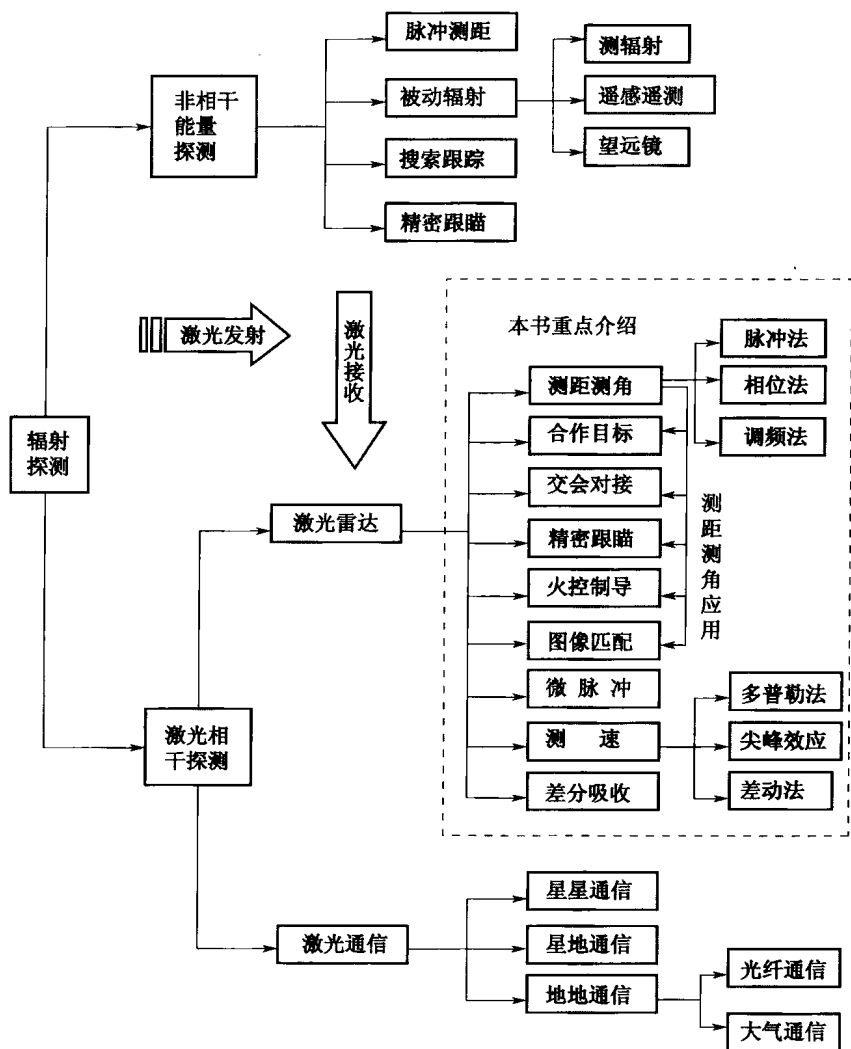 脉冲测距
被动辐射
搜索跟踪
精密跟瞄
测辐射
遥感遥测
望远镜
非相干
能量
探测
激光发射
激光接收
辐射
探测
本书重点介绍
测距测角
合作目标
交会对接
精密跟瞄
火控制导
图像匹配
微 脉 冲
测 速
差分吸收
脉冲法
相位法
调频法
测距测角应用
多普勒法
尖峰效应
差动法
激光雷达
激光相
干探测
激光通信
星星通信
星地通信
地地通信
光纤通信
大气通信